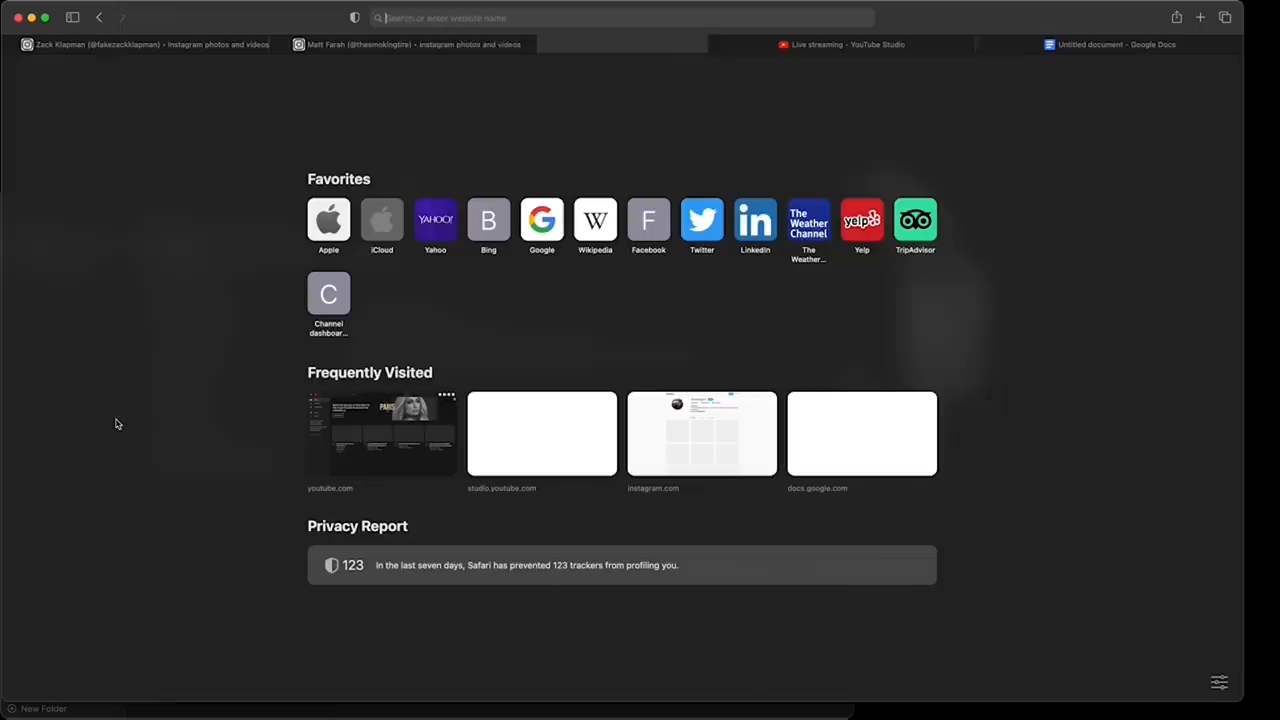 Search or enter website name
Zack Klapman (@fakezackklapman) • Instagram photos and videos
Matt Farah (@thesmokingtire) • Instagram photos and videos
Live streaming - YouTube Studio
Untitled document - Google Docs
Favorites
YAHOO!
B
W
F
in
The
Weather
Channel
yelp
Apple
iCloud
Yahoo
Bing
Google
Wikipedia
Facebook
Twitter
LinkedIn
The
Weather...
Yelp
TripAdvisor
C
Channel
dashboar...
Frequently Visited
PARIS
youtube.com
studio.youtube.com
instagram.com
docs.google.com
Privacy Report
123
In the last seven days, Safari has prevented 123 trackers from profiling you.
New Folder